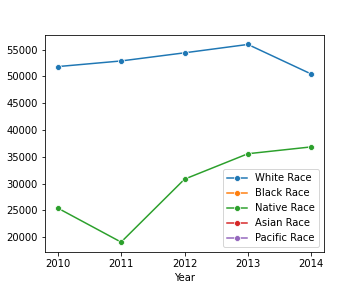 55000
50000
45000
40000
35000
30000
25000
20000
White Race
Black Race
Native Race
Asian Race
Pacific Race
2010 2011 2012 2013 2014
Year